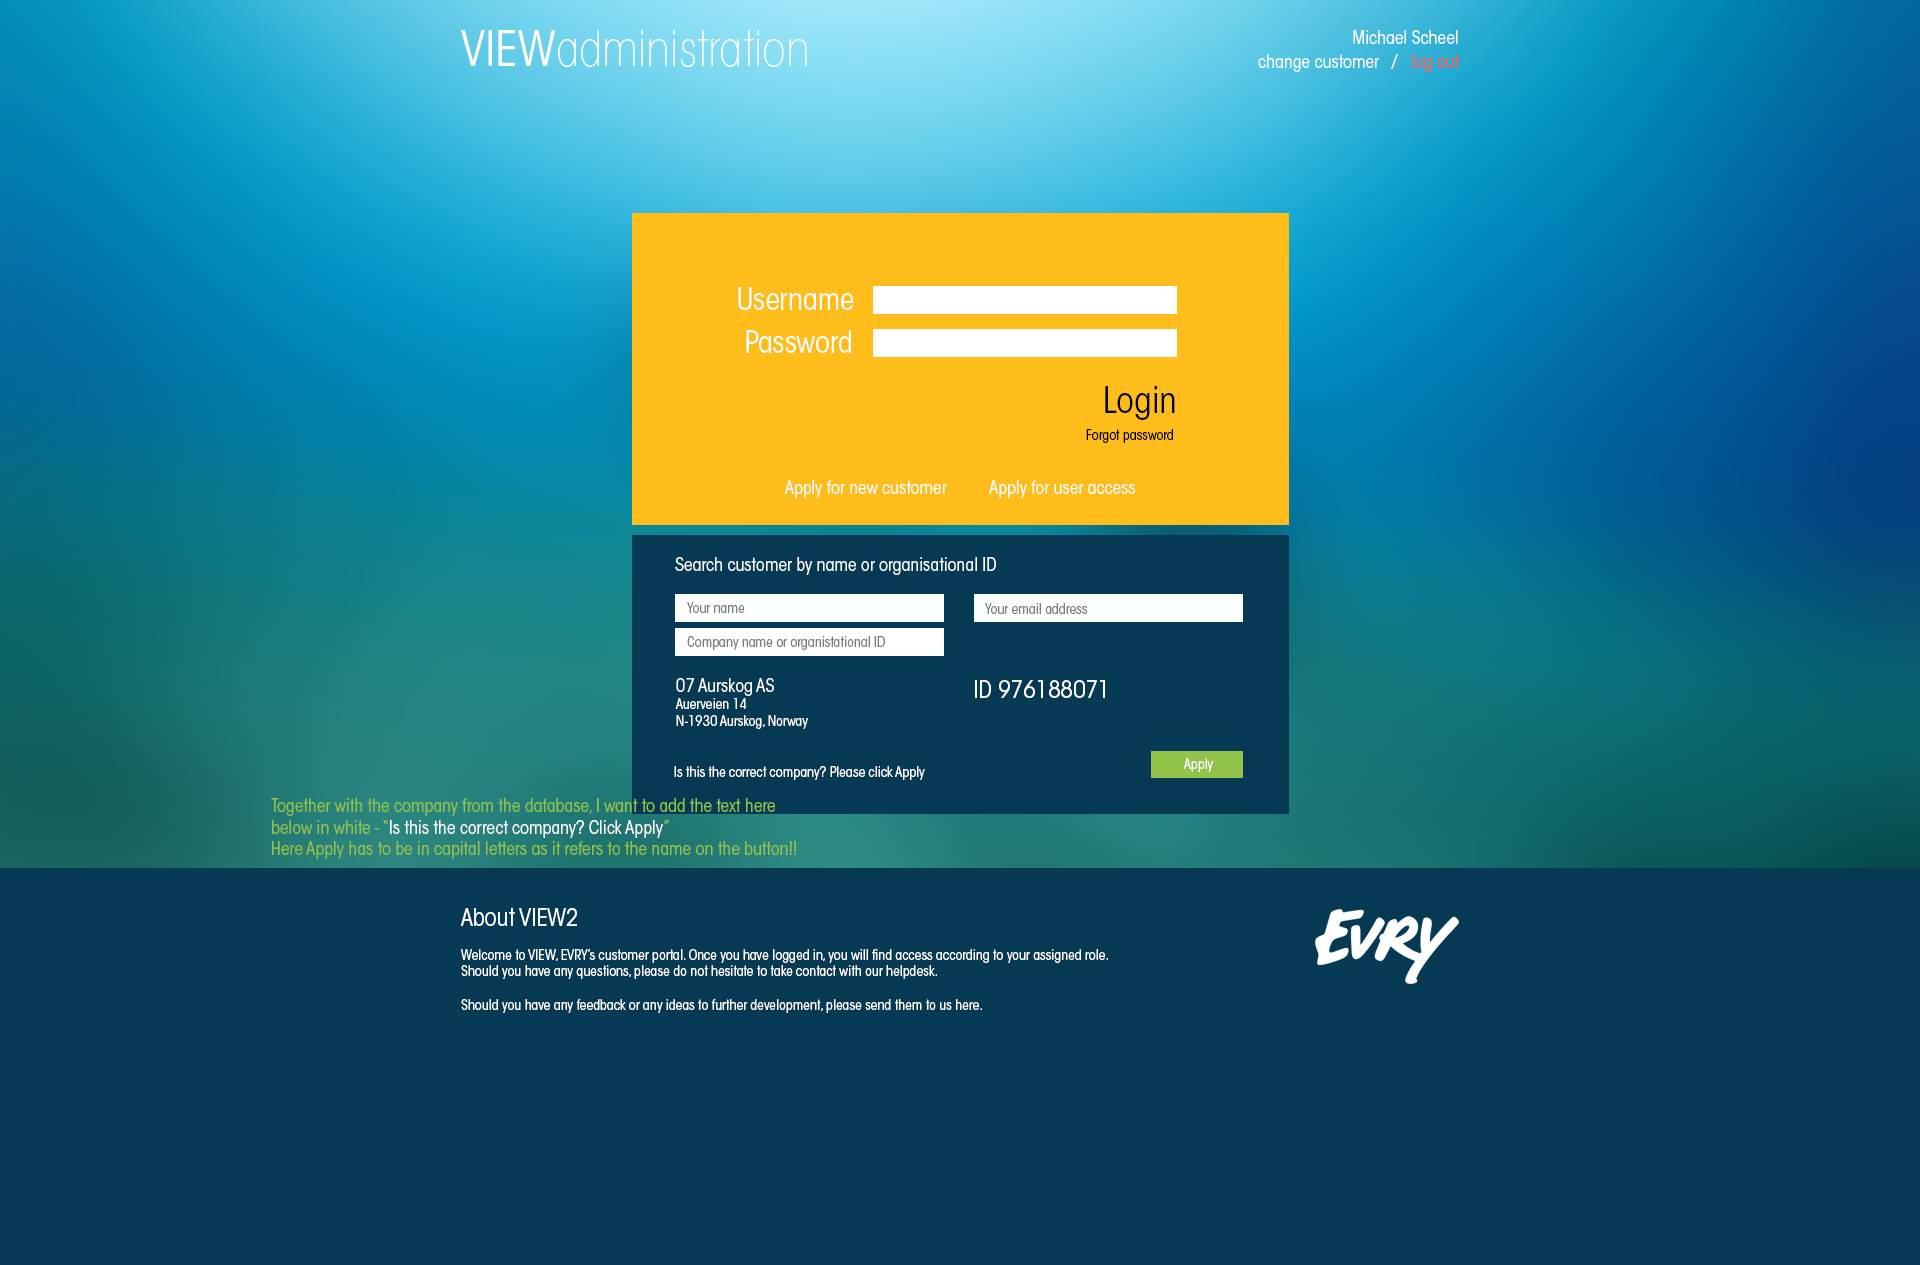 VIEWadministration
Michael Scheel
change customer / log out
Username
Password
Login
Forgot password
Apply for new customer Apply for user access
Search customer by name or organisational ID
Your name Your email address
Company name or organistational ID
07 Aurskog AS ID 976188071
Auerveien 14
N-1930 Aurskog, Norway
Is this the correct company? Please click Apply Apply
Together with the company from the database, I want to add the text here
below in white - “Is this the correct company? Click Apply”
Here Apply has to be in capital letters as it refers to the name on the button!!
About VIEW2
EVRY
Welcome to VIEW, EVRY’s customer portal. Once you have logged in, you will find access according to your assigned role.
Should you have any questions, please do not hesitate to take contact with our helpdesk.
Should you have any feedback or any ideas to further development, please send them to us here.